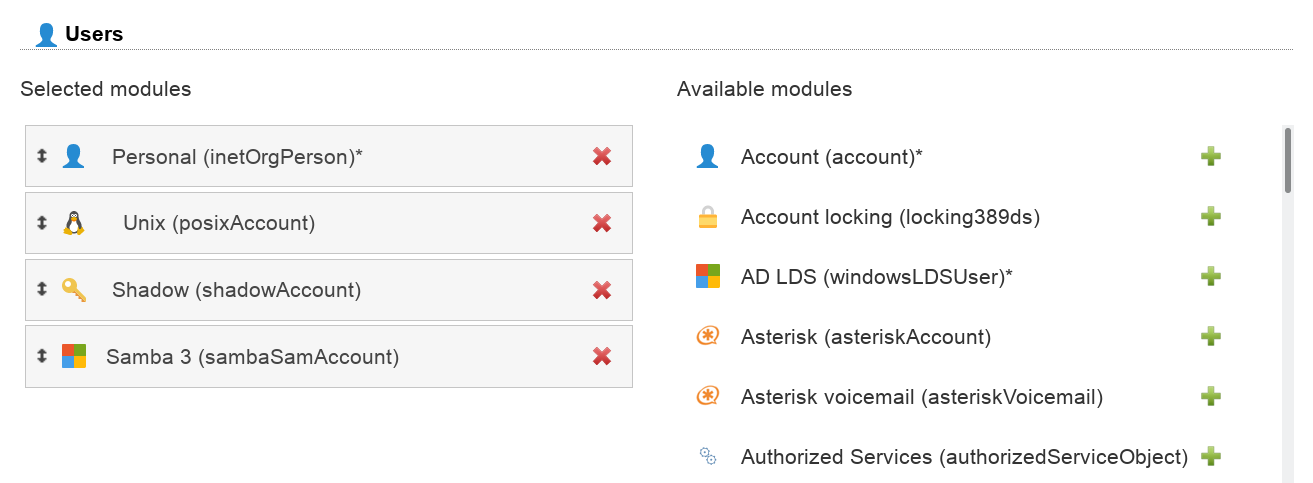 Users
Selected modules
Personal (inetOrgPerson)*
Unix (posixAccount)
Shadow (shadowAccount)
Samba 3 (sambaSamAccount)
Available modules
Account (account)*
Account locking (locking389ds)
AD LDS (windowsLDSUser)*
Asterisk (asteriskAccount)
Asterisk voicemail (asteriskVoicemail)
Authorized Services (authorizedServiceObject)